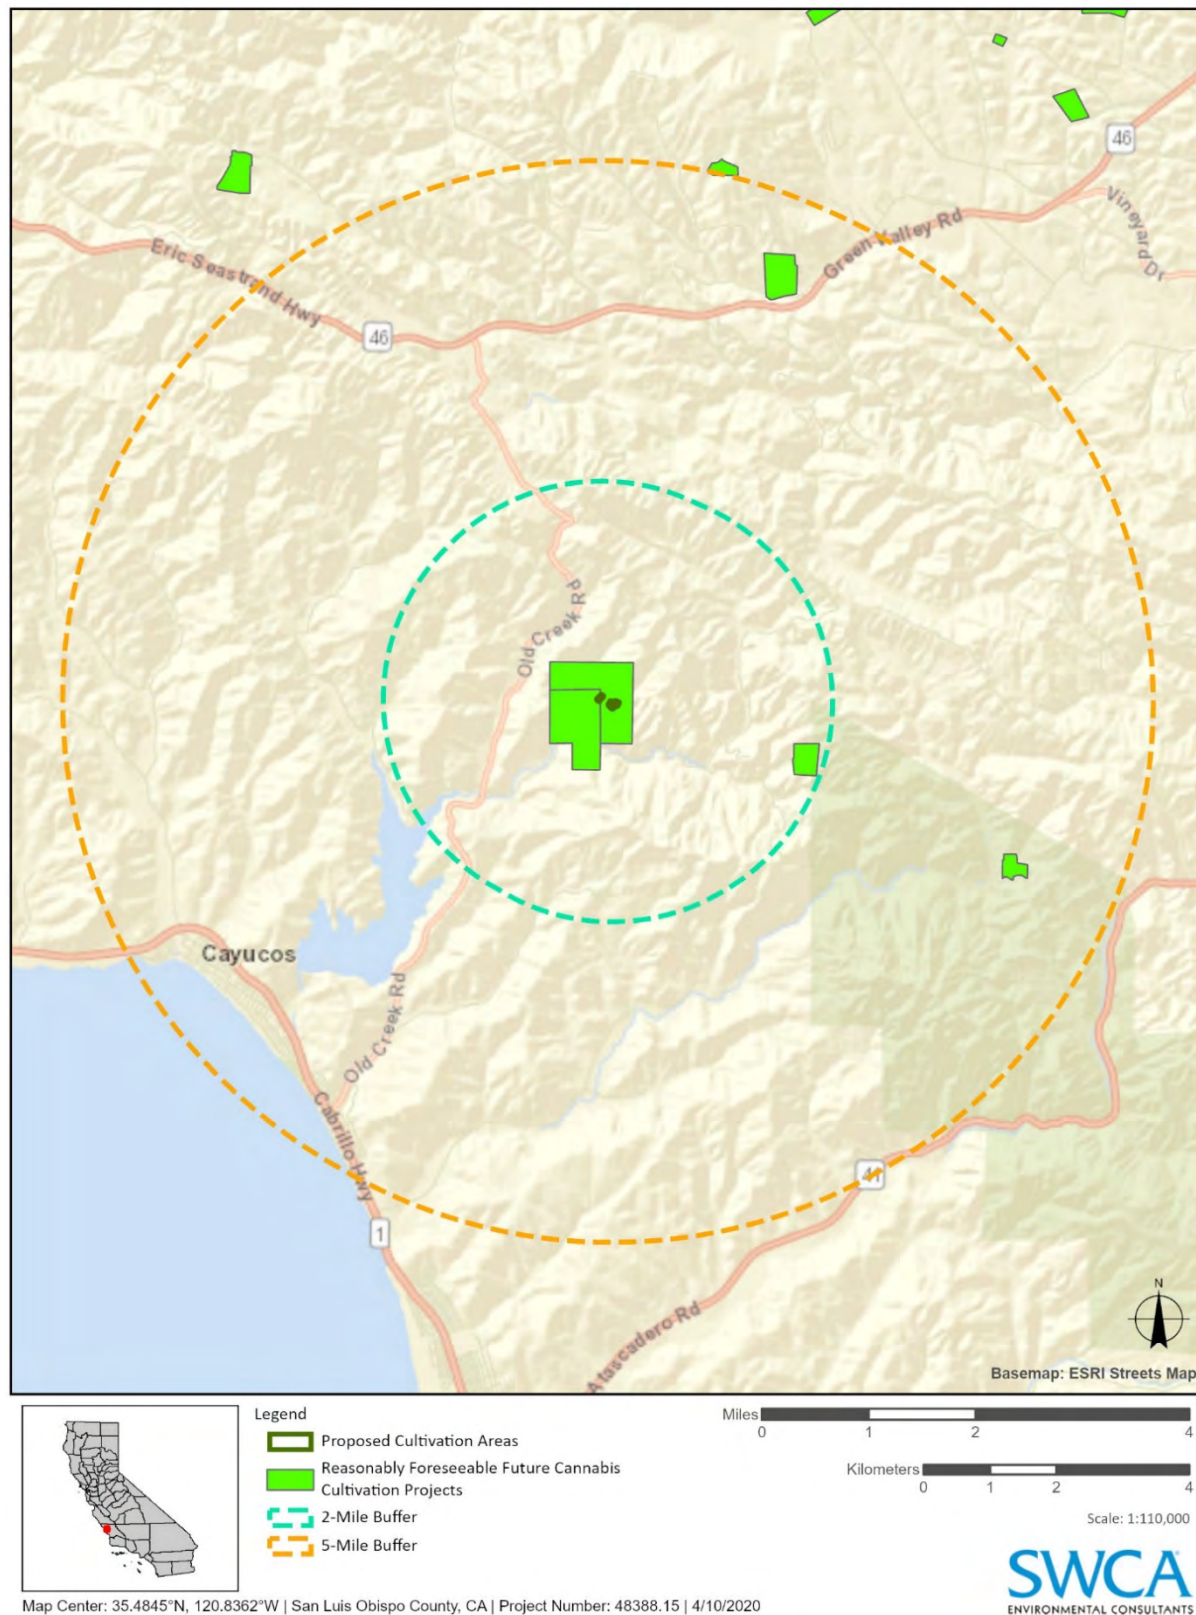 46
Vineyard Dr
Green Valley Rd
Eric Seastrand Hwy
46
Old Creek Rd
Cayucos
Old Creek Rd
Cabrillo Hwy
41
1
Atascadero Rd
N
Basemap: ESRI Streets Map
Legend
Proposed Cultivation Areas
Reasonably Foreseeable Future Cannabis
Cultivation Projects
2-Mile Buffer
5-Mile Buffer
Miles
0 1 2 4
Kilometers
0 1 2 4
Scale: 1:110,000
SWCA
ENVIRONMENTAL CONSULTANTS
Map Center: 35.4845°N, 120.8362°W | San Luis Obispo County, CA | Project Number: 48388.15 | 4/10/2020